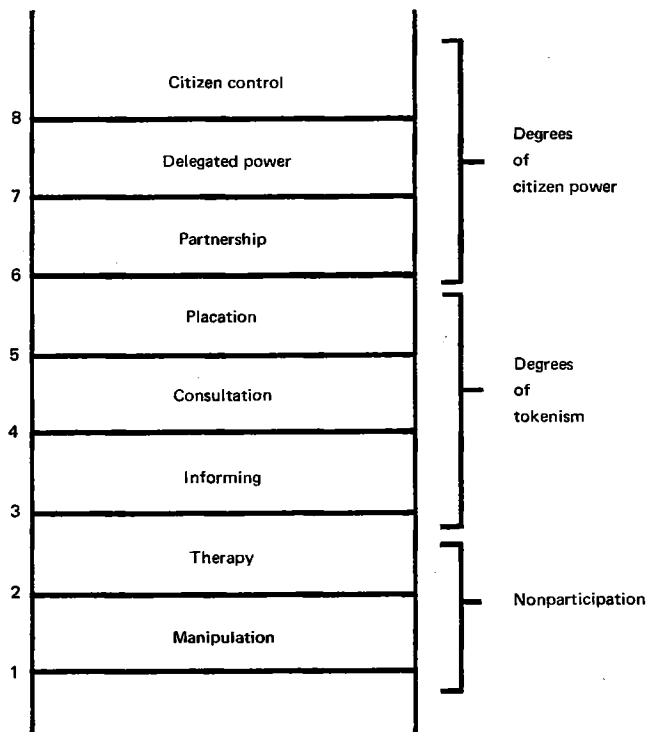 Citizen control
8
Delegated power
7
Partnership
6
Placation
5
Consultation
4
Informing
3
Therapy
2
Manipulation
1
Degrees
of
citizen power
Degrees
of
tokenism
Nonparticipation